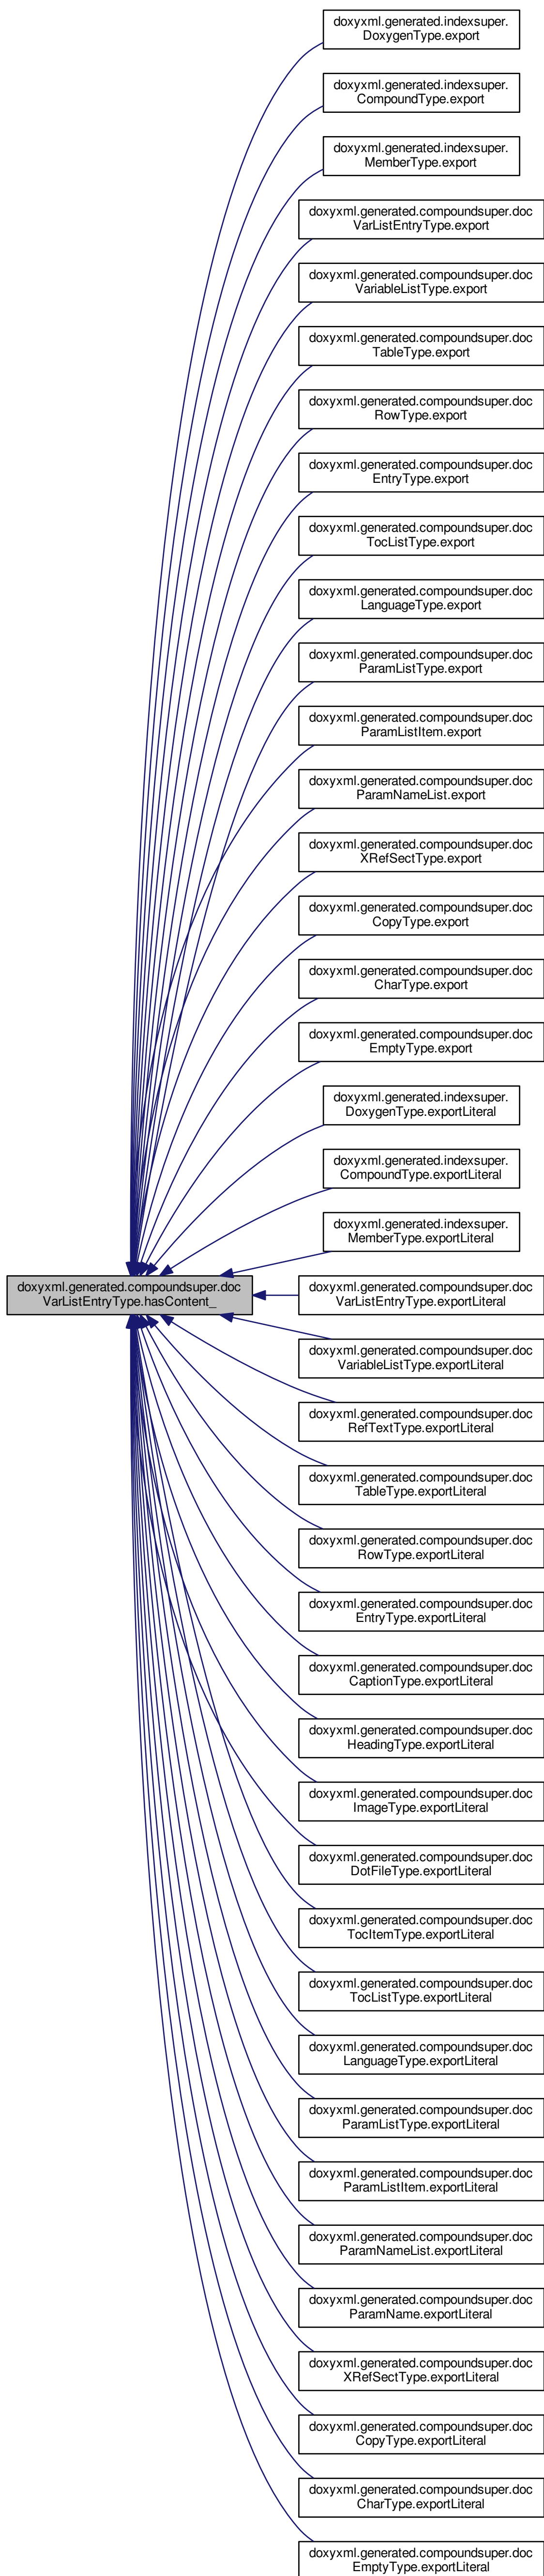 doxyxml.generated.indexsuper.
DoxygenType.export
doxyxml.generated.indexsuper.
CompoundType.export
doxyxml.generated.indexsuper.
MemberType.export
doxyxml.generated.compoundsuper.doc
VarListEntryType.export
doxyxml.generated.compoundsuper.doc
VariableListType.export
doxyxml.generated.compoundsuper.doc
TableType.export
doxyxml.generated.compoundsuper.doc
RowType.export
doxyxml.generated.compoundsuper.doc
EntryType.export
doxyxml.generated.compoundsuper.doc
TocListType.export
doxyxml.generated.compoundsuper.doc
LanguageType.export
doxyxml.generated.compoundsuper.doc
ParamListType.export
doxyxml.generated.compoundsuper.doc
ParamListItem.export
doxyxml.generated.compoundsuper.doc
ParamNameList.export
doxyxml.generated.compoundsuper.doc
XRefSectType.export
doxyxml.generated.compoundsuper.doc
CopyType.export
doxyxml.generated.compoundsuper.doc
CharType.export
doxyxml.generated.compoundsuper.doc
EmptyType.export
doxyxml.generated.indexsuper.
DoxygenType.exportLiteral
doxyxml.generated.indexsuper.
CompoundType.exportLiteral
doxyxml.generated.indexsuper.
MemberType.exportLiteral
doxyxml.generated.compoundsuper.doc
VarListEntryType.hasContent_
doxyxml.generated.compoundsuper.doc
VarListEntryType.exportLiteral
doxyxml.generated.compoundsuper.doc
VariableListType.exportLiteral
doxyxml.generated.compoundsuper.doc
RefTextType.exportLiteral
doxyxml.generated.compoundsuper.doc
TableType.exportLiteral
doxyxml.generated.compoundsuper.doc
RowType.exportLiteral
doxyxml.generated.compoundsuper.doc
EntryType.exportLiteral
doxyxml.generated.compoundsuper.doc
CaptionType.exportLiteral
doxyxml.generated.compoundsuper.doc
HeadingType.exportLiteral
doxyxml.generated.compoundsuper.doc
ImageType.exportLiteral
doxyxml.generated.compoundsuper.doc
DotFileType.exportLiteral
doxyxml.generated.compoundsuper.doc
TocItemType.exportLiteral
doxyxml.generated.compoundsuper.doc
TocListType.exportLiteral
doxyxml.generated.compoundsuper.doc
LanguageType.exportLiteral
doxyxml.generated.compoundsuper.doc
ParamListType.exportLiteral
doxyxml.generated.compoundsuper.doc
ParamListItem.exportLiteral
doxyxml.generated.compoundsuper.doc
ParamNameList.exportLiteral
doxyxml.generated.compoundsuper.doc
ParamName.exportLiteral
doxyxml.generated.compoundsuper.doc
XRefSectType.exportLiteral
doxyxml.generated.compoundsuper.doc
CopyType.exportLiteral
doxyxml.generated.compoundsuper.doc
CharType.exportLiteral
doxyxml.generated.compoundsuper.doc
EmptyType.exportLiteral